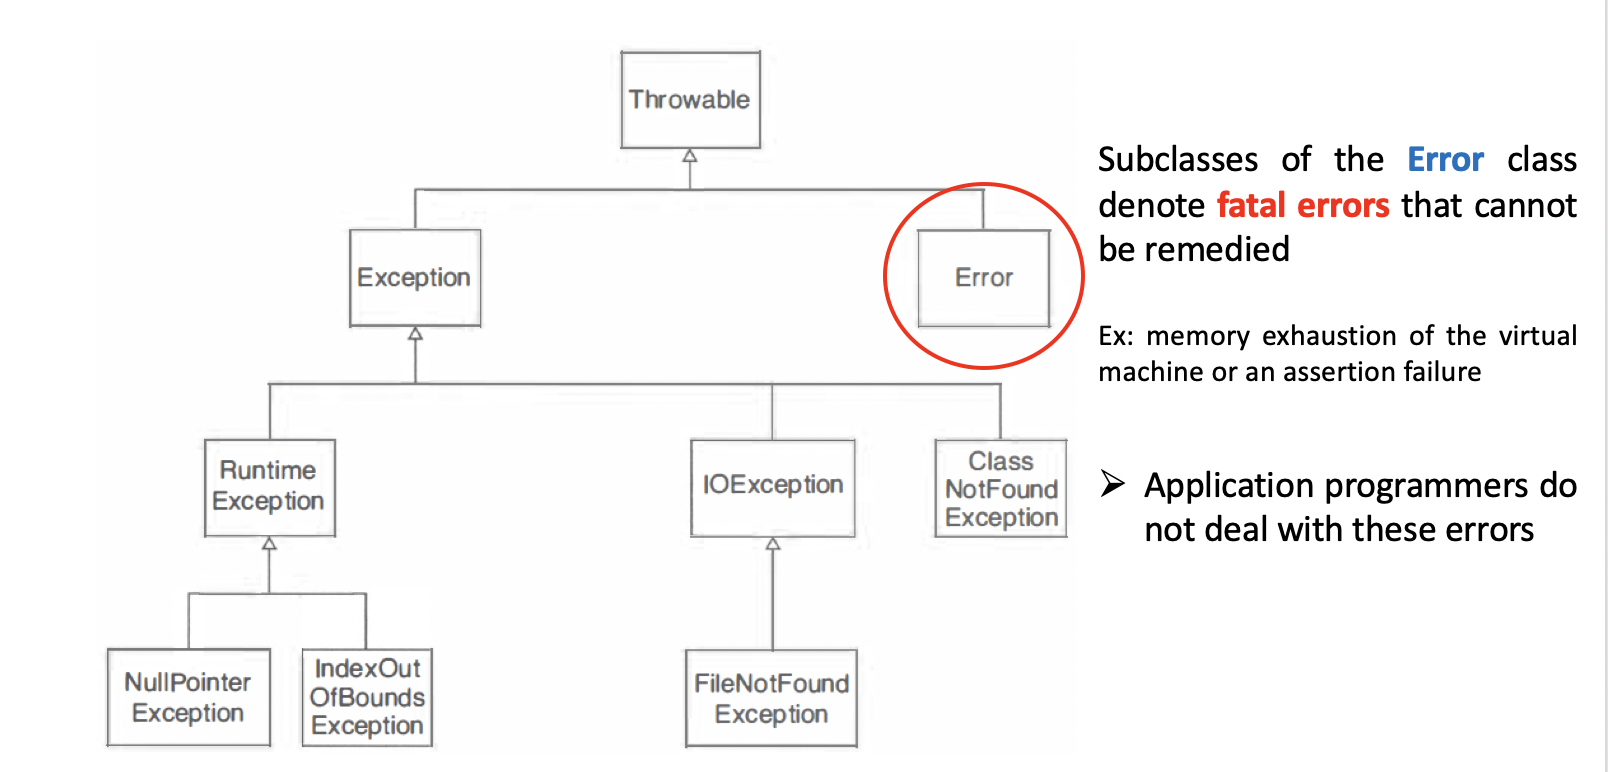 Throwable
Exception
Error
Runtime
Exception
IOException
Class
NotFound
Exception
NullPointer
Exception
IndexOut
OfBounds
Exception
FileNotFound
Exception
Subclasses of the Error class
denote fatal errors that cannot
be remedied
Ex: memory exhaustion of the virtual
machine or an assertion failure
➢ Application programmers do
not deal with these errors